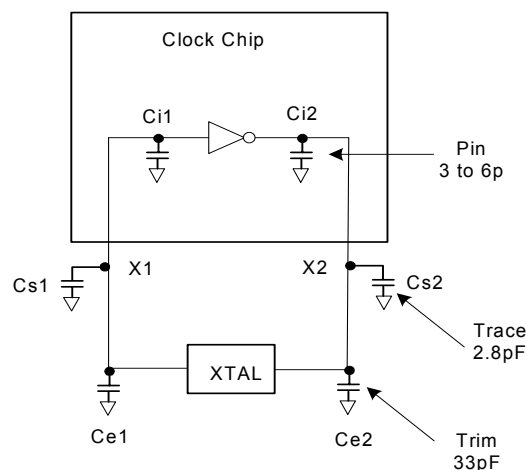 Clock Chip
Ci1
Ci2
Pin
3 to 6p
X1
X2
Cs1
Cs2
Trace
2.8pF
XTAL
Ce1
Ce2
Trim
33pF